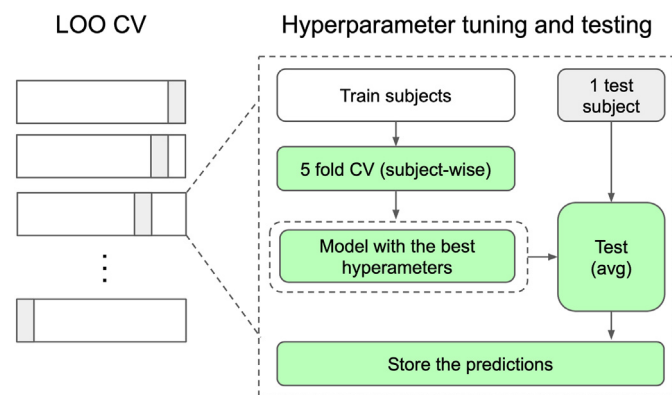 LOO CV
Hyperparameter tuning and testing
Train subjects
1 test
subject
5 fold CV (subject-wise)
Model with the best
hyperameters
Test
(avg)
Store the predictions